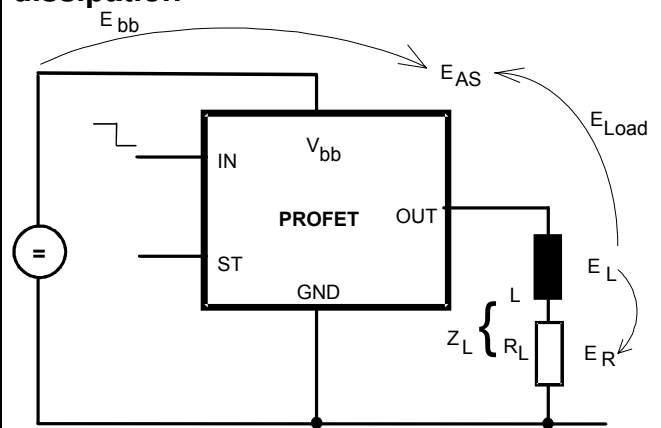 dissipation
E bb
E AS
E Load
IN
V bb
PROFET
OUT
ST
GND
=
L
E L
Z L { R L
E R